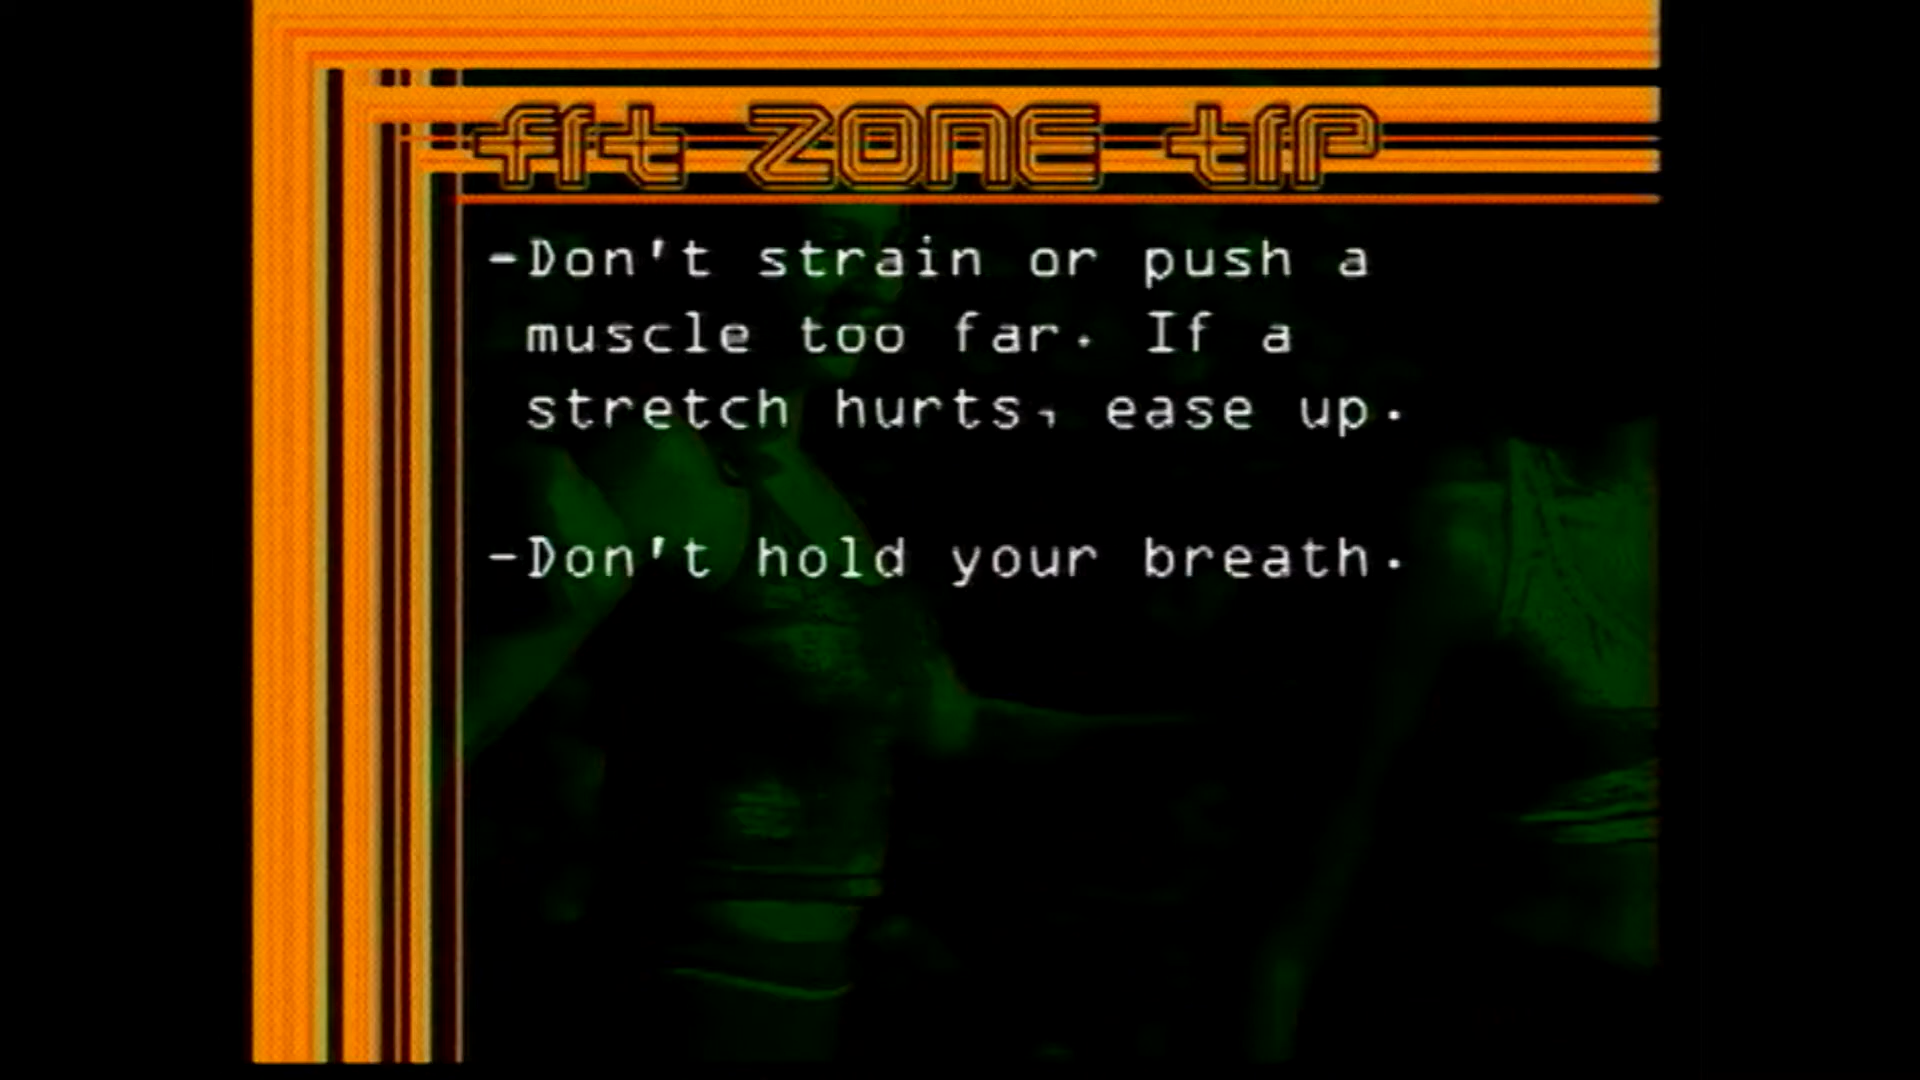 fit ZONE tip
-Don't strain or push a
muscle too far. If a
stretch hurts, ease up.
-Don't hold your breath.